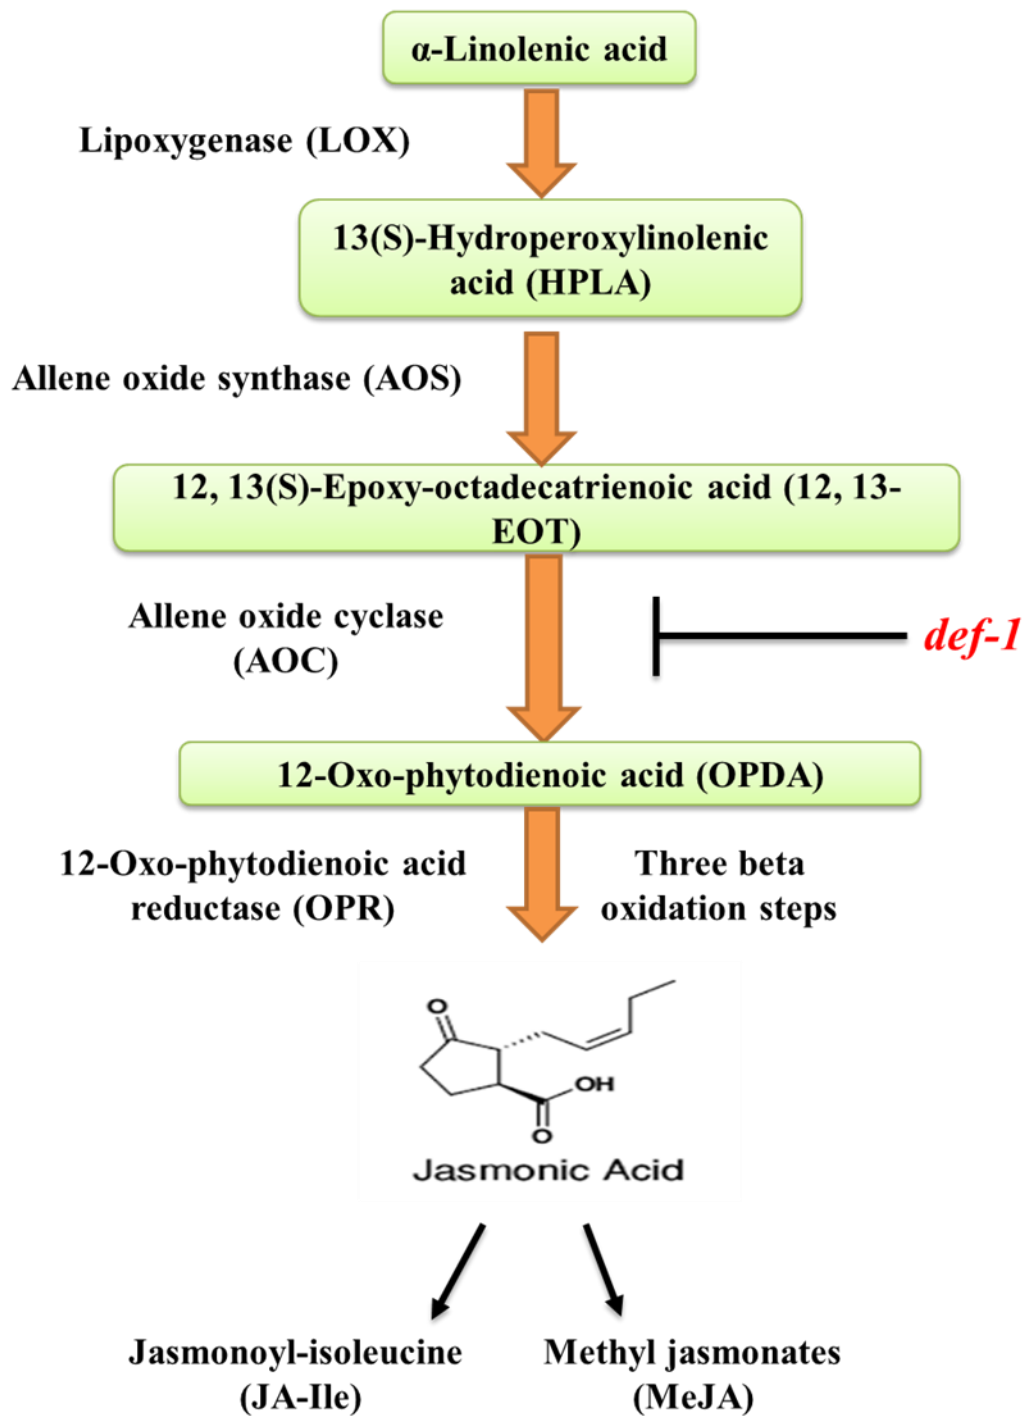 α-Linolenic acid
Lipoxygenase (LOX)
13(S)-Hydroperoxylinolenic
acid (HPLA)
Allene oxide synthase (AOS)
12, 13(S)-Epoxy-octadecatrienoic acid (12, 13-
EOT)
Allene oxide cyclase
(AOC)
def-1
12-Oxo-phytodienoic acid (OPDA)
12-Oxo-phytodienoic acid
reductase (OPR)
Three beta
oxidation steps
O
OH
O
Jasmonic Acid
Jasmonoyl-isoleucine
(JA-Ile)
Methyl jasmonates
(MeJA)